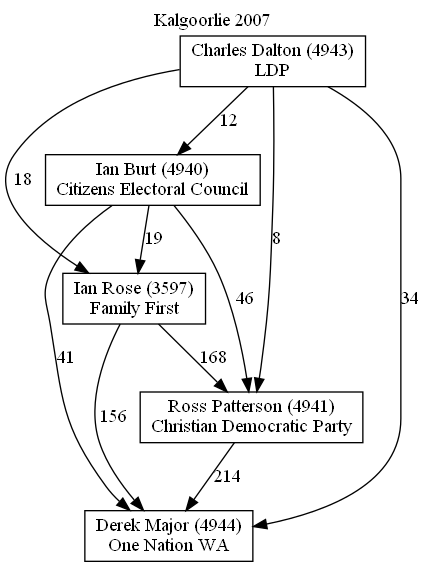 Kalgoorlie 2007
Charles Dalton (4943)
LDP
12
Ian Burt (4940)
Citizens Electoral Council
18
19
8
Ian Rose (3597)
Family First
46
34
41
168
Ross Patterson (4941)
Christian Democratic Party
156
214
Derek Major (4944)
One Nation WA